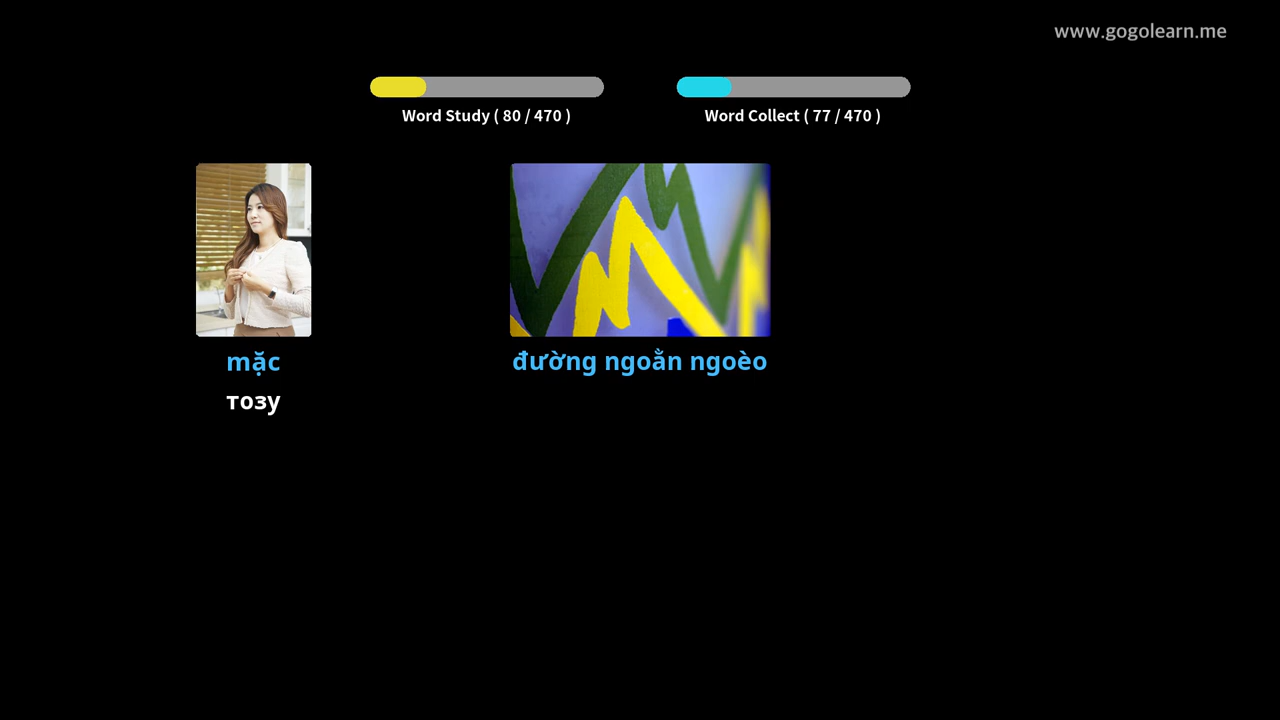 www.gogolearn.me
Word Study ( 80 / 470 )
Word Collect ( 77 / 470 )
mặc
тозу
đường ngoằn ngoèo